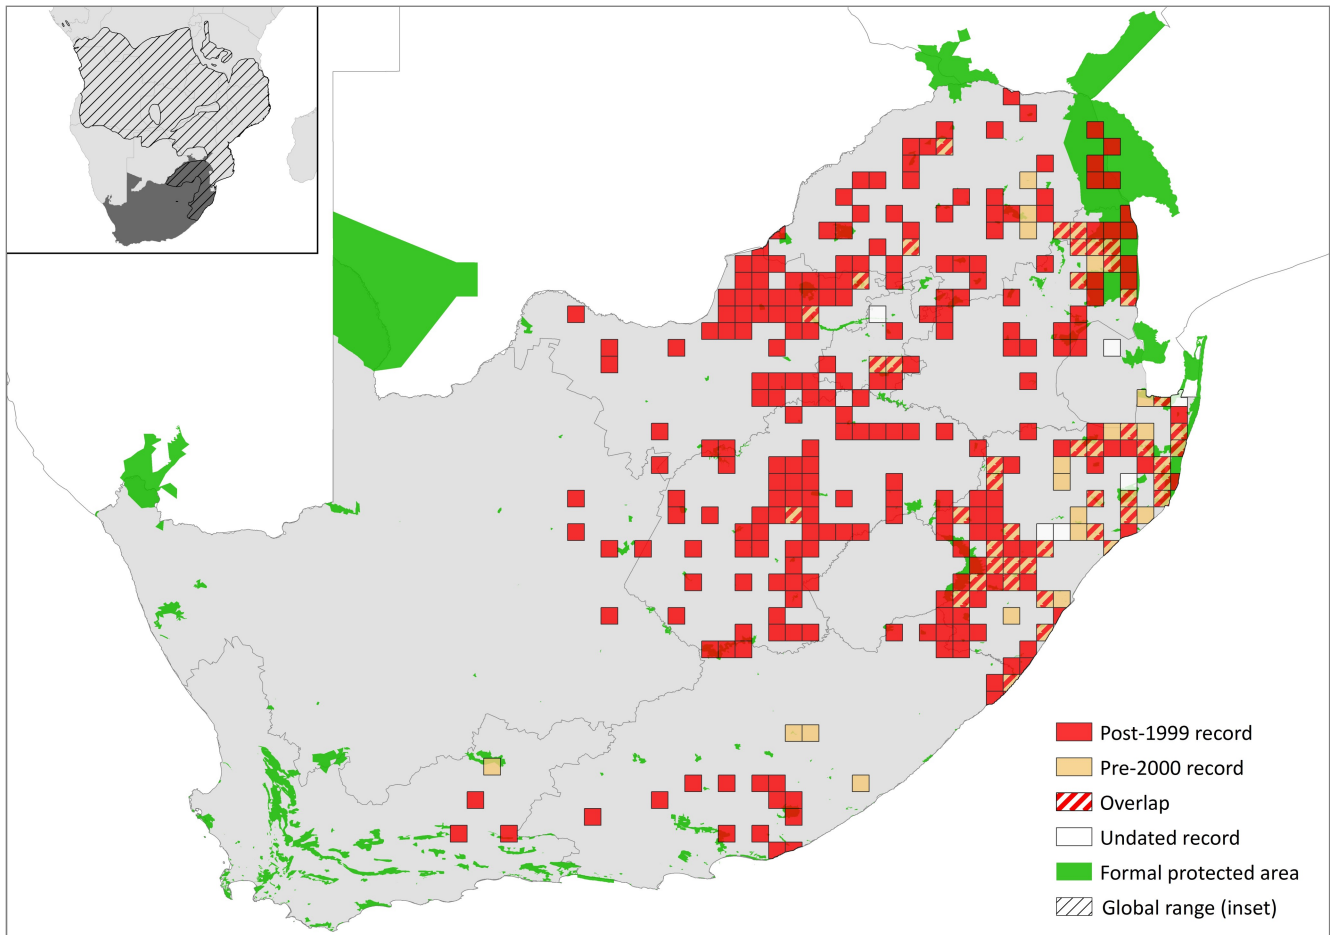 Post-1999 record
Pre-2000 record
Overlap
Undated record
Formal protected area
Global range (inset)